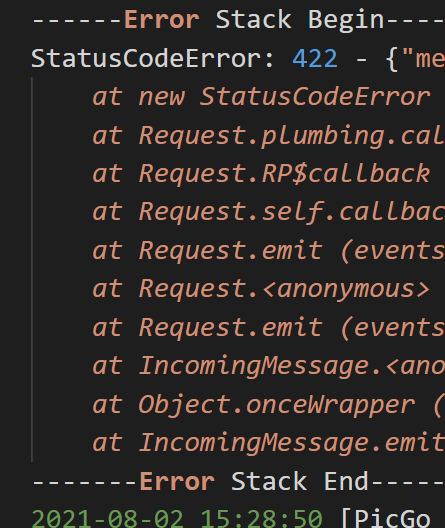 ------Error Stack Begin----
StatusCodeError: 422 - {"me
at new StatusCodeError
at Request.plumbing.cal
at Request.RP$callback
at Request.self.callbac
at Request.emit (events
at Request.<anonymous>
at Request.emit (events
at IncomingMessage.<ano
at Object.onceWrapper (
at IncomingMessage.emit
-------Error Stack End-----
2021-08-02 15:28:50 [PicGo